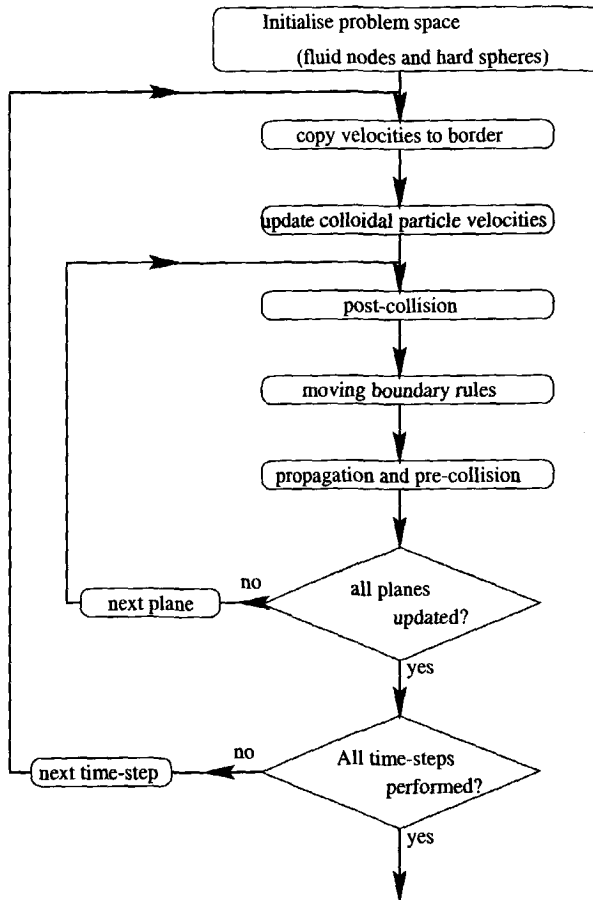 Initialise problem space
(fluid nodes and hard spheres)
copy velocities to border
update colloidal particle velocities
post-collision
moving boundary rules
propagation and pre-collision
all planes
updated?
no
next plane
yes
All time-steps
performed?
no
next time-step
yes